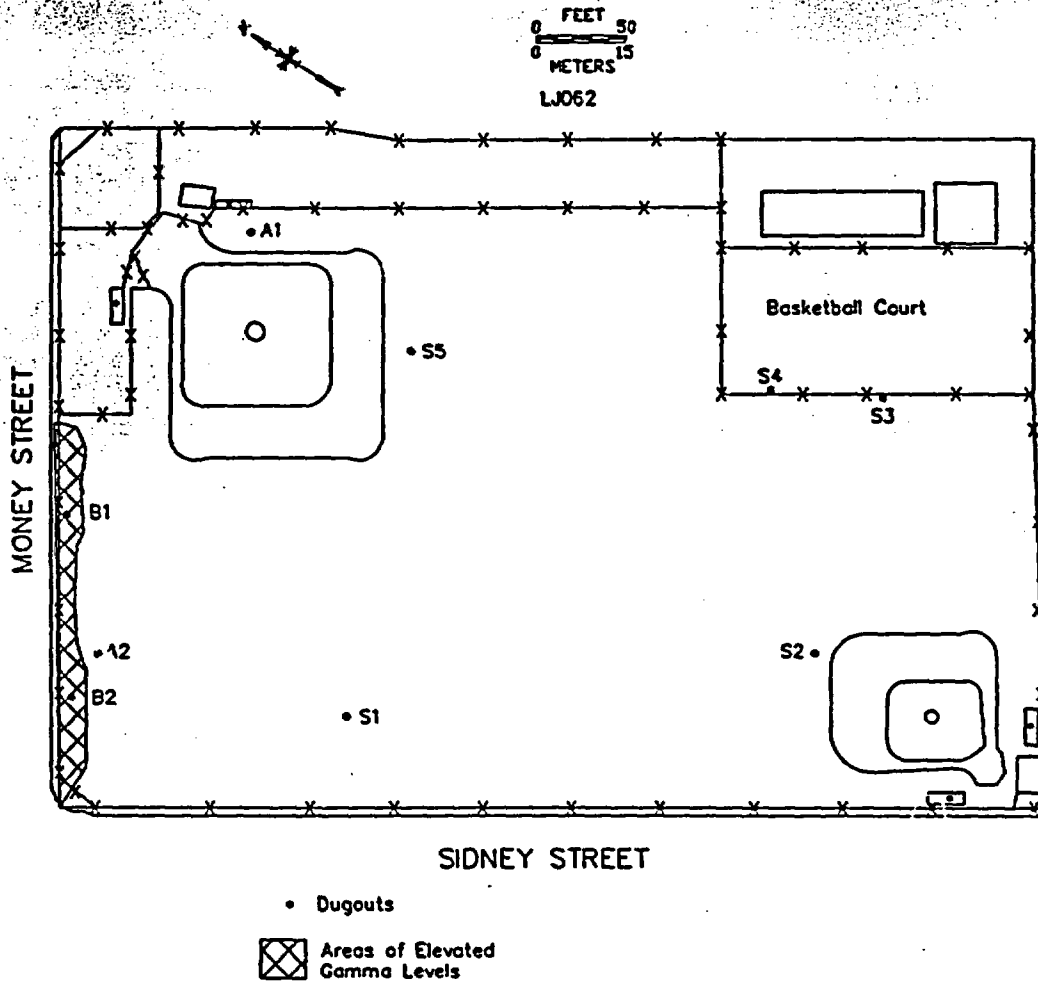 FEET
0 50
0 15
METERS
LJ062
A1
Basketball Court
S5
S4
S3
MONEY STREET
B1
A2
S2
B2
S1
SIDNEY STREET
• Dugouts
Areas of Elevated
Gamma Levels